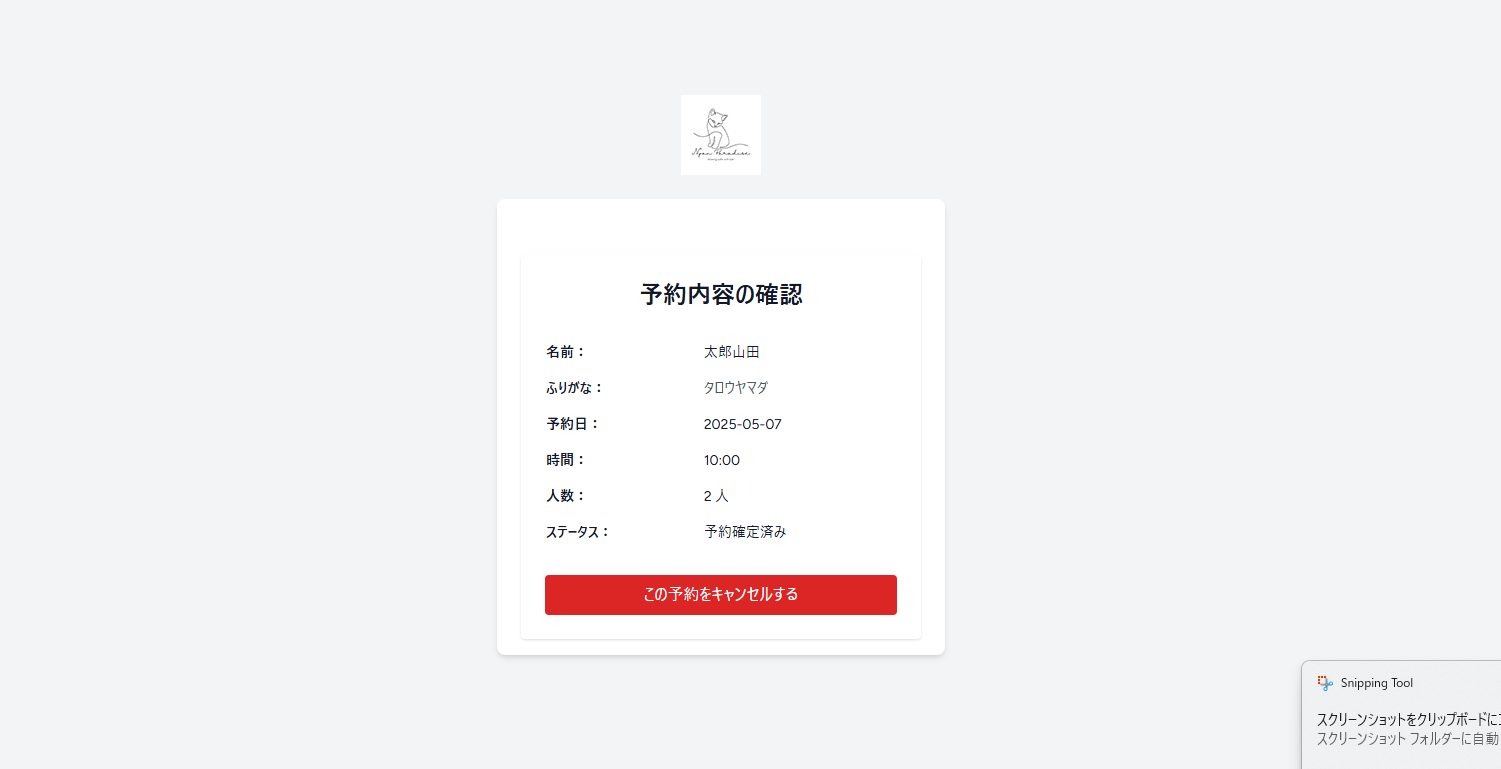 Nyan Paradise
予約内容の確認
名前： 太郎山田
ふりがな： タロウヤマダ
予約日： 2025-05-07
時間： 10:00
人数： 2 人
ステータス： 予約確定済み
この予約をキャンセルする
Snipping Tool
スクリーンショットをクリップボードにコ
スクリーンショット フォルダーに自動